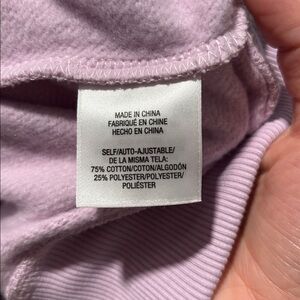 MADE IN CHINA
FABRIQUÉ EN CHINE
HECHO EN CHINA
SELF/AUTO-AJUSTABLE/
DE LA MISMA TELA:
75% COTTON/COTON/ALGODÓN
25% POLYESTER/POLYESTER/
POLIÉSTER